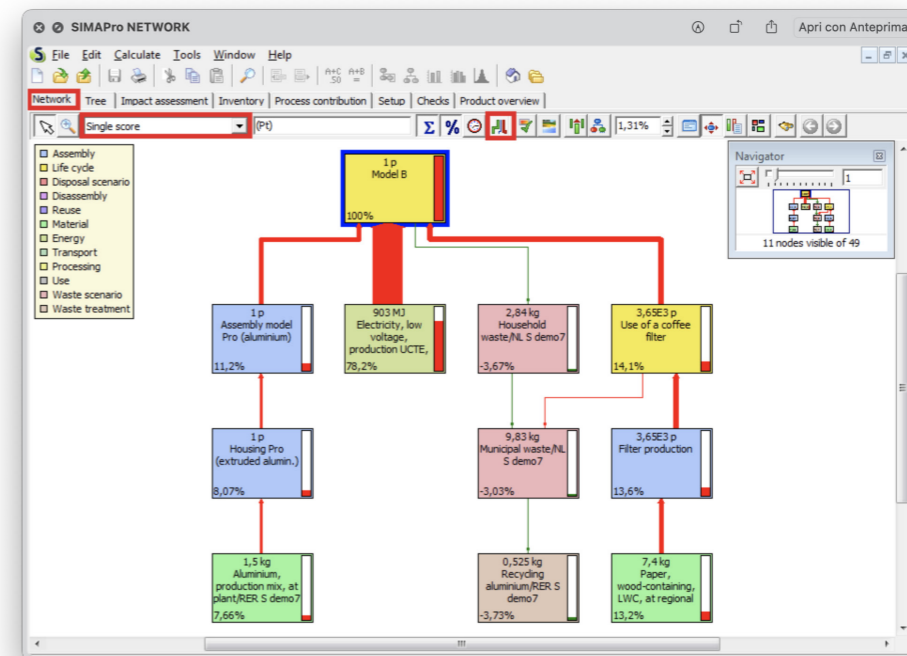 SIMAPro NETWORK
Apri con Anteprima
File Edit Calculate Tools Window Help
A+C A+B
50 =
Network Tree Impact assessment Inventory Process contribution Setup Checks Product overview
Single score (Pt) Σ % 1,31%
Assembly
Life cycle
Disposal scenario
Disassembly
Reuse
Material
Energy
Transport
Processing
Use
Waste scenario
Waste treatment
1 p
Model B
100%
Navigator
1
11 nodes visible of 49
1 p
Assembly model
Pro (aluminium)
11,2%
903 MJ
Electricity, low
voltage,
production UCTE,
78,2%
2,84 kg
Household
waste/NL S demo7
-3,67%
3,65E3 p
Use of a coffee
filter
14,1%
1 p
Housing Pro
(extruded alumin.)
8,07%
9,83 kg
Municipal waste/NL
S demo7
-3,03%
3,65E3 p
Filter production
13,6%
1,5 kg
Aluminium,
production mix, at
plant/RER S demo7
7,66%
0,525 kg
Recycling
aluminium/RER S
demo7
-3,73%
7,4 kg
Paper,
wood-containing,
LWC, at regional
13,2%